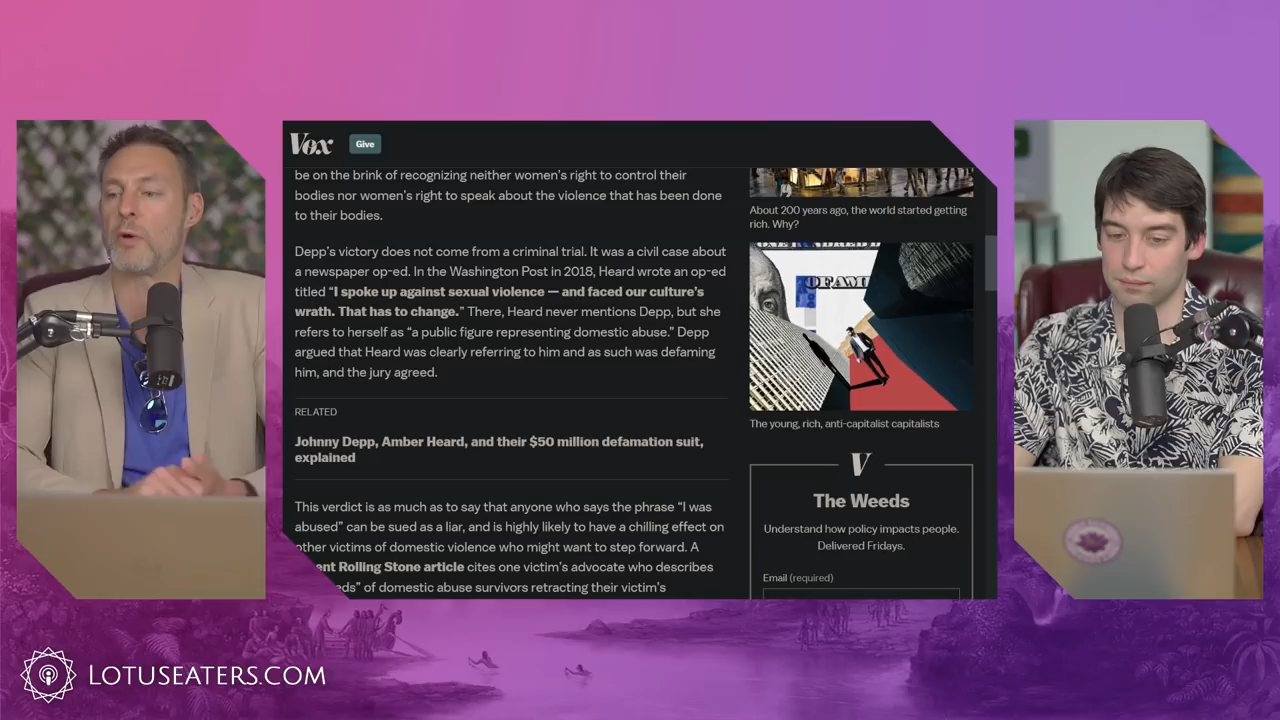 Vox
Give
be on the brink of recognizing neither women's right to control their
bodies nor women's right to speak about the violence that has been done
to their bodies.
Depp's victory does not come from a criminal trial. It was a civil case about
a newspaper op-ed. In the Washington Post in 2018, Heard wrote an op-ed
titled “I spoke up against sexual violence — and faced our culture's
wrath. That has to change.” There, Heard never mentions Depp, but she
refers to herself as “a public figure representing domestic abuse.” Depp
argued that Heard was clearly referring to him and as such was defaming
him, and the jury agreed.
RELATED
Johnny Depp, Amber Heard, and their $50 million defamation suit,
explained
This verdict is as much as to say that anyone who says the phrase “I was
abused” can be sued as a liar, and is highly likely to have a chilling effect on
other victims of domestic violence who might want to step forward. A
Rolling Stone article cites one victim's advocate who describes
of domestic abuse survivors retracting their victim's
About 200 years ago, the world started getting
rich. Why?
OF AM
The young, rich, anti-capitalist capitalists
V
The Weeds
Understand how policy impacts people.
Delivered Fridays.
Email (required)
LOTUSEATERS.COM